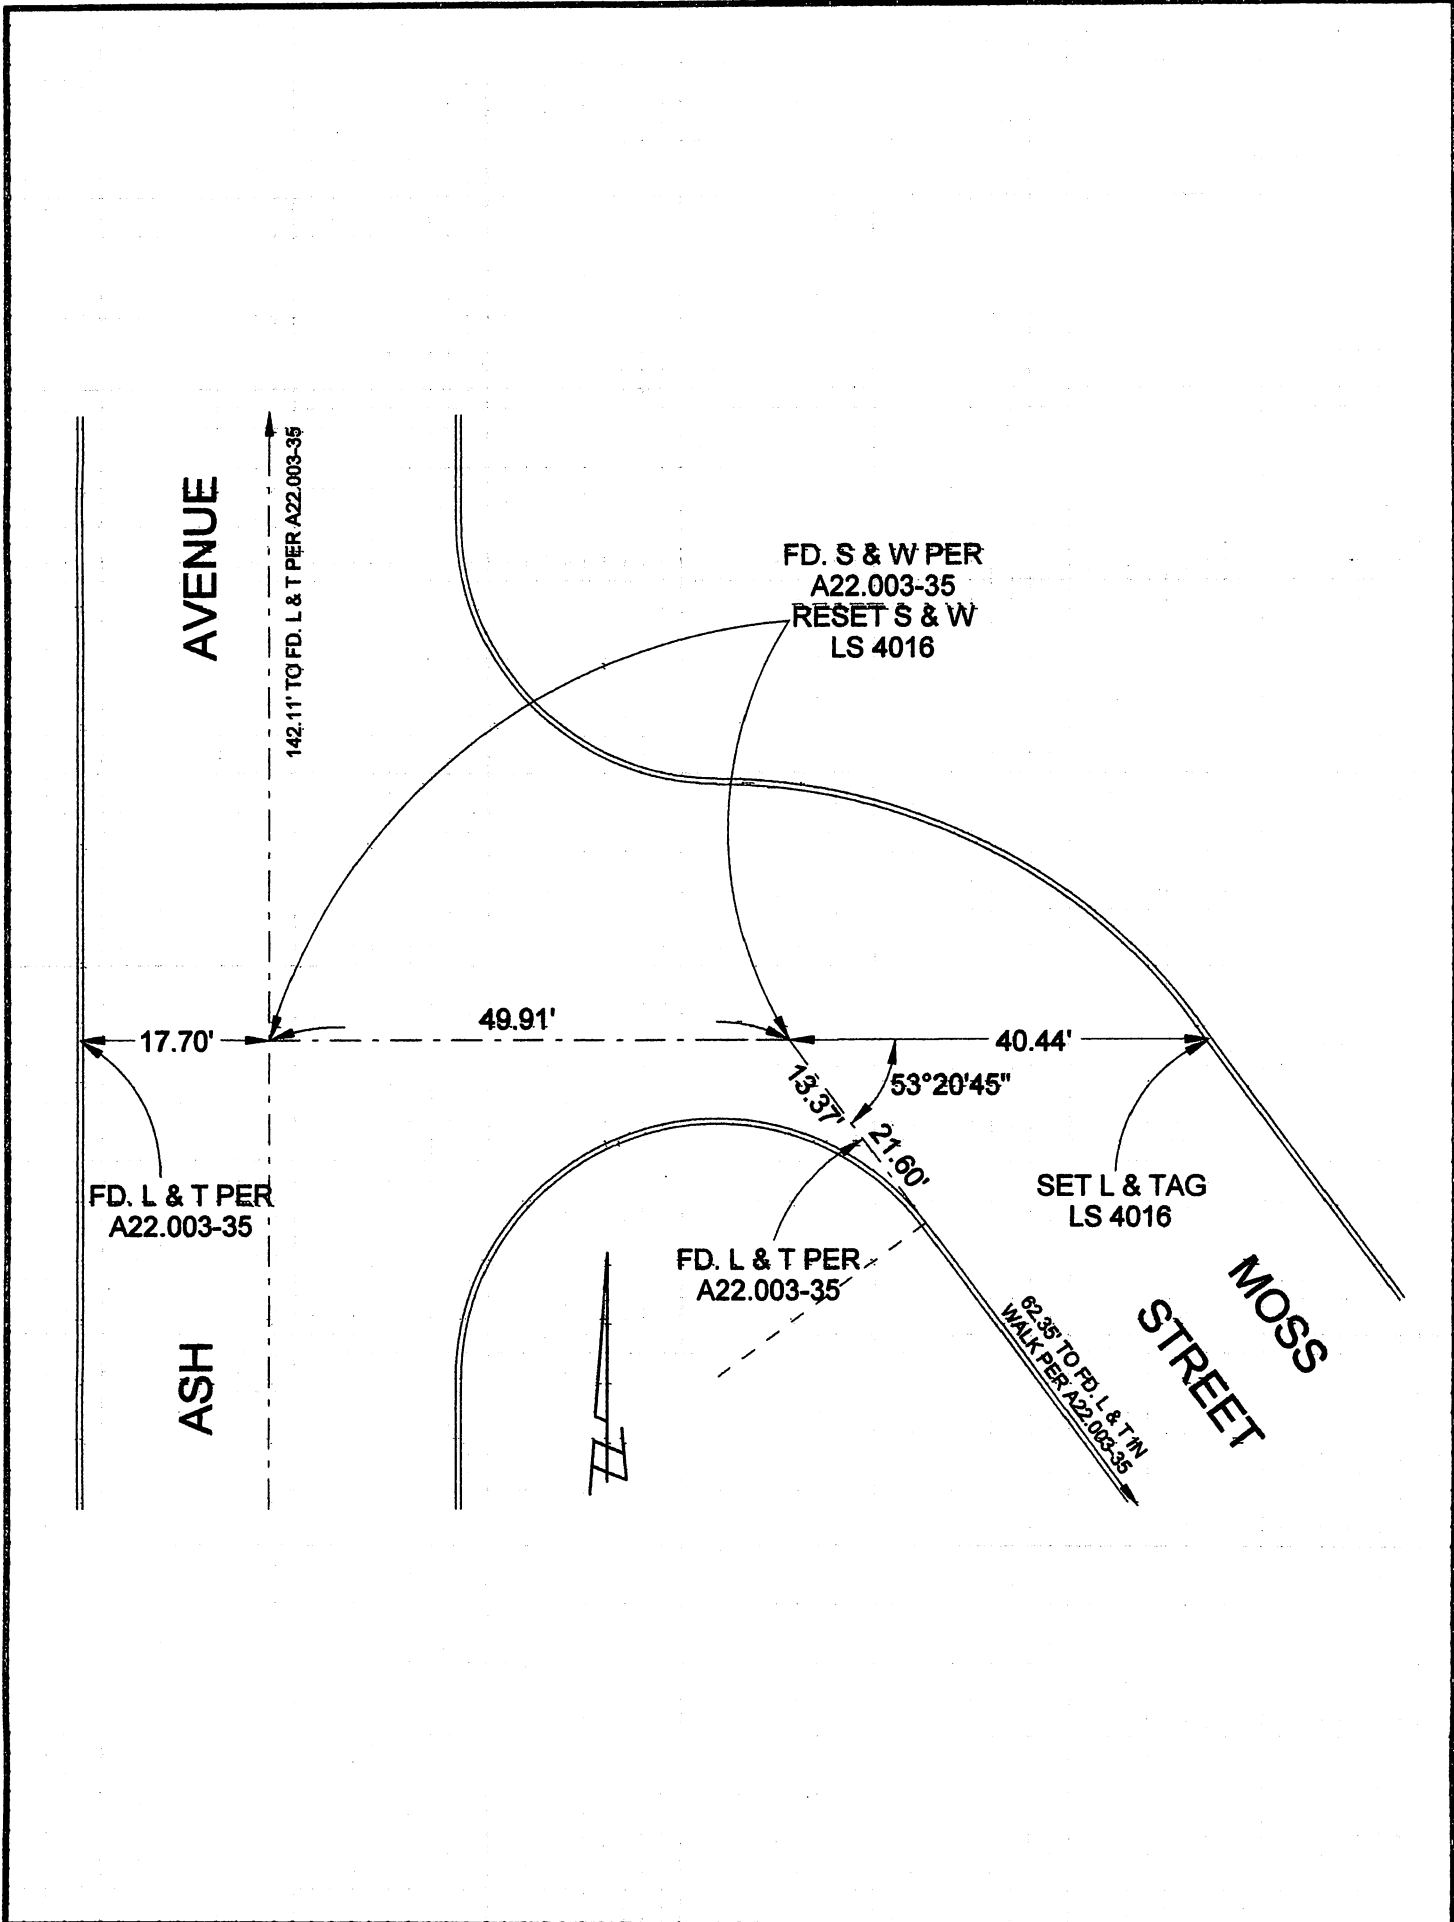 AVENUE
142.11' TO FD. L & T PER A22.003-35
FD. S & W PER
A22.003-35
RESET S & W
LS 4016
17.70'
49.91'
40.44'
53°20'45"
13.37'
21.60'
FD. L & T PER
A22.003-35
SET L & TAG
LS 4016
FD. L & T PER
A22.003-35
ASH
62.35' TO FD. L & T IN
WALK PER A22.003-35
MOSS
STREET
N